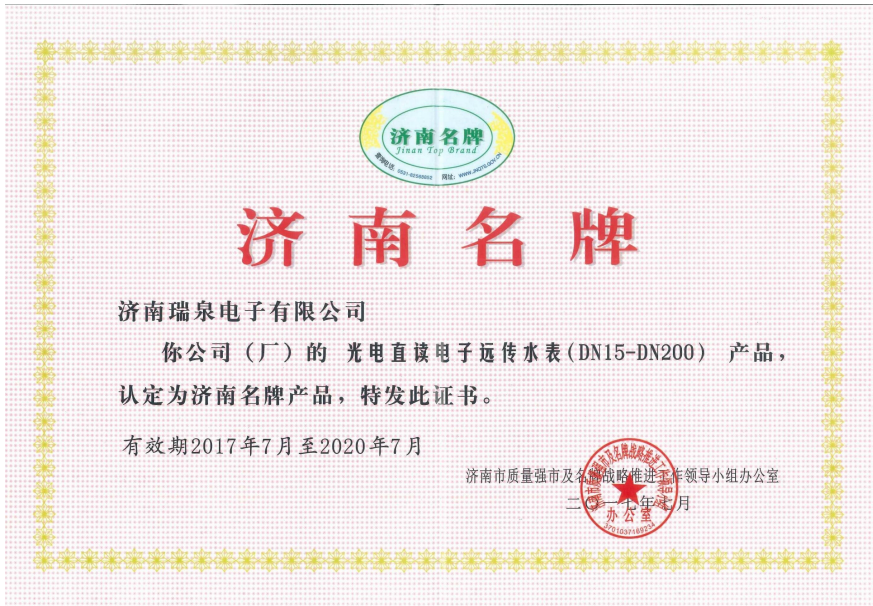 济南名牌
Jinan Top Brand
济南名牌
济南瑞泉电子有限公司
你公司（厂）的 光电直读电子远传水表(DN15-DN200) 产品，
认定为济南名牌产品，特发此证书。
有效期2017年7月至2020年7月
济南市质量强市及名牌战略推进工作领导小组办公室
二〇一七年七月
办公室
3701037169234